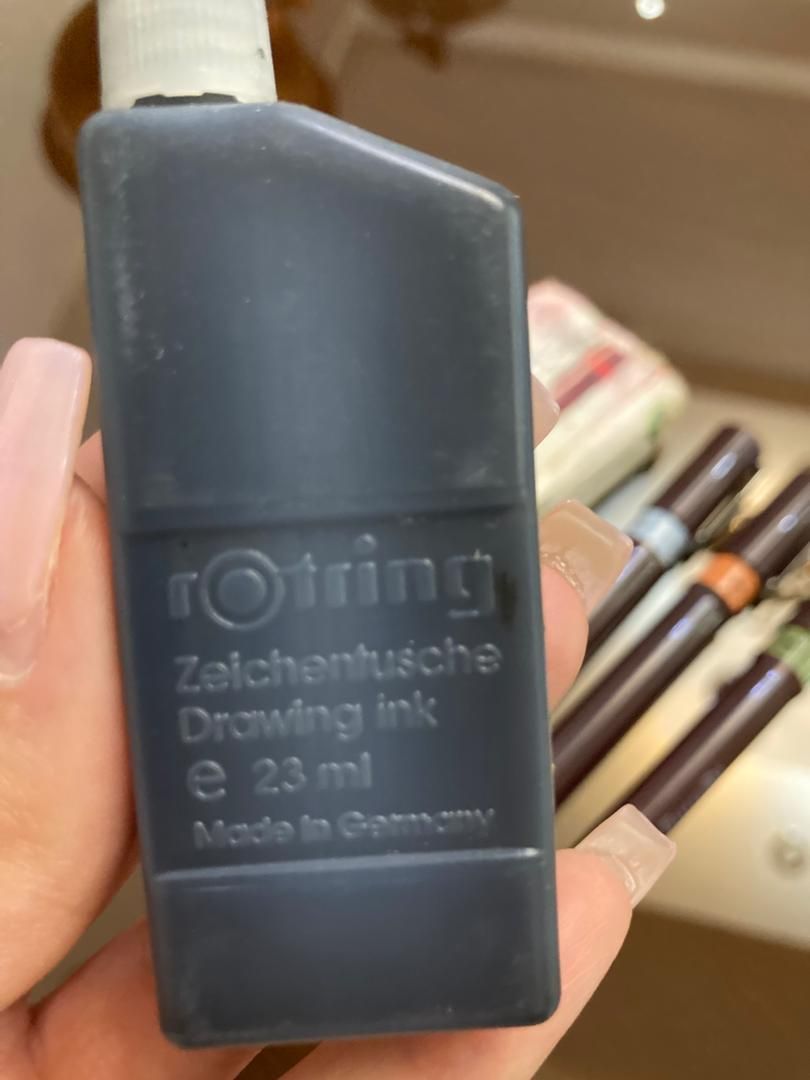 rotring
Zeichentusche
Drawing ink
e 23 ml
Made in Germany